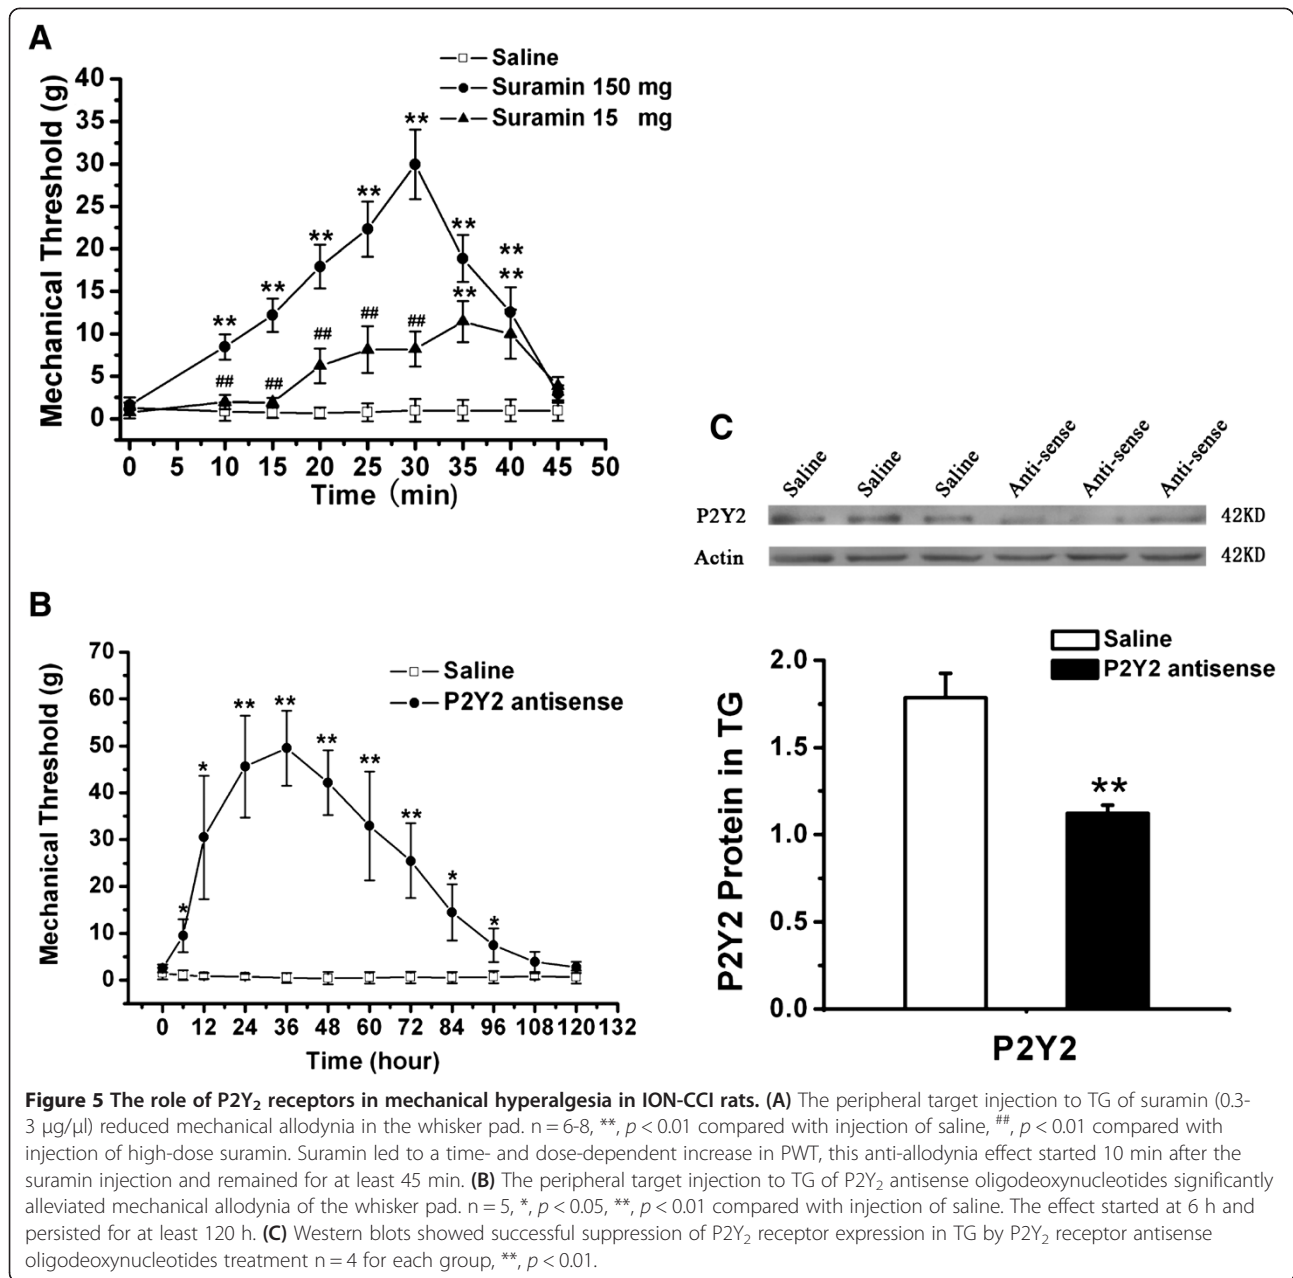 A
Saline
Suramin 150 mg
Suramin 15 mg
Mechanical Threshold (g)
40
35
30
25
20
15
10
5
0
**
**
**
**
**
**
**
**
**
##
##
##
##
##
0 5 10 15 20 25 30 35 40 45 50
Time (min)
B
Saline
P2Y2 antisense
Mechanical Threshold (g)
70
60
50
40
30
20
10
0
*
*
**
**
**
**
**
*
*
0 12 24 36 48 60 72 84 96 108 120 132
Time (hour)
C
Saline Saline Saline Anti-sense Anti-sense Anti-sense
P2Y2 42KD
Actin 42KD
Saline
P2Y2 antisense
P2Y2 Protein in TG
2.0
1.5
1.0
0.5
0.0
**
P2Y2
Figure 5 The role of P2Y₂ receptors in mechanical hyperalgesia in ION-CCI rats. (A) The peripheral target injection to TG of suramin (0.3-
3 μg/μl) reduced mechanical allodynia in the whisker pad. n = 6-8, **, p < 0.01 compared with injection of saline, ##, p < 0.01 compared with
injection of high-dose suramin. Suramin led to a time- and dose-dependent increase in PWT, this anti-allodynia effect started 10 min after the
suramin injection and remained for at least 45 min. (B) The peripheral target injection to TG of P2Y₂ antisense oligodeoxynucleotides significantly
alleviated mechanical allodynia of the whisker pad. n = 5, *, p < 0.05, **, p < 0.01 compared with injection of saline. The effect started at 6 h and
persisted for at least 120 h. (C) Western blots showed successful suppression of P2Y₂ receptor expression in TG by P2Y₂ receptor antisense
oligodeoxynucleotides treatment n = 4 for each group, **, p < 0.01.